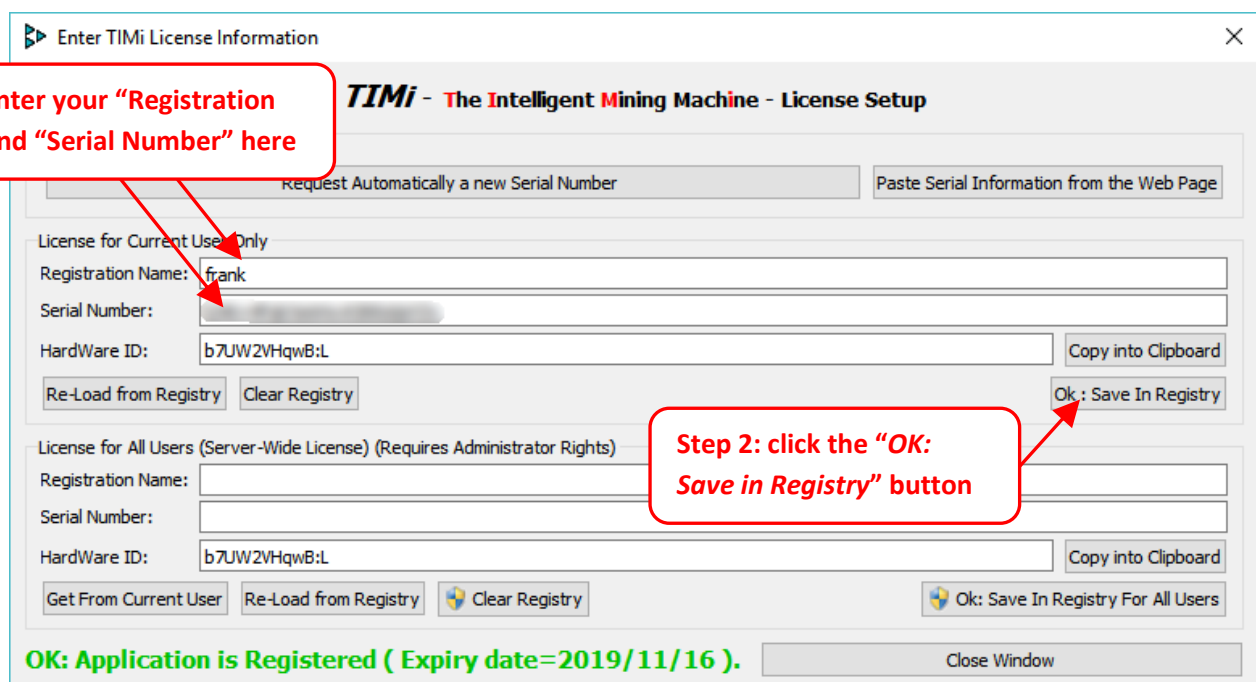 Enter TIMi License Information
nter your “Registration
nd “Serial Number” here
TIMi - The Intelligent Mining Machine - License Setup
Request Automatically a new Serial Number
Paste Serial Information from the Web Page
License for Current User Only
Registration Name: frank
Serial Number:
HardWare ID: b7UW2VHqwB:L
Copy into Clipboard
Re-Load from Registry
Clear Registry
Ok : Save In Registry
License for All Users (Server-Wide License) (Requires Administrator Rights)
Step 2: click the “OK:
Save in Registry” button
Registration Name:
Serial Number:
HardWare ID: b7UW2VHqwB:L
Copy into Clipboard
Get From Current User
Re-Load from Registry
Clear Registry
Ok: Save In Registry For All Users
OK: Application is Registered ( Expiry date=2019/11/16 ).
Close Window